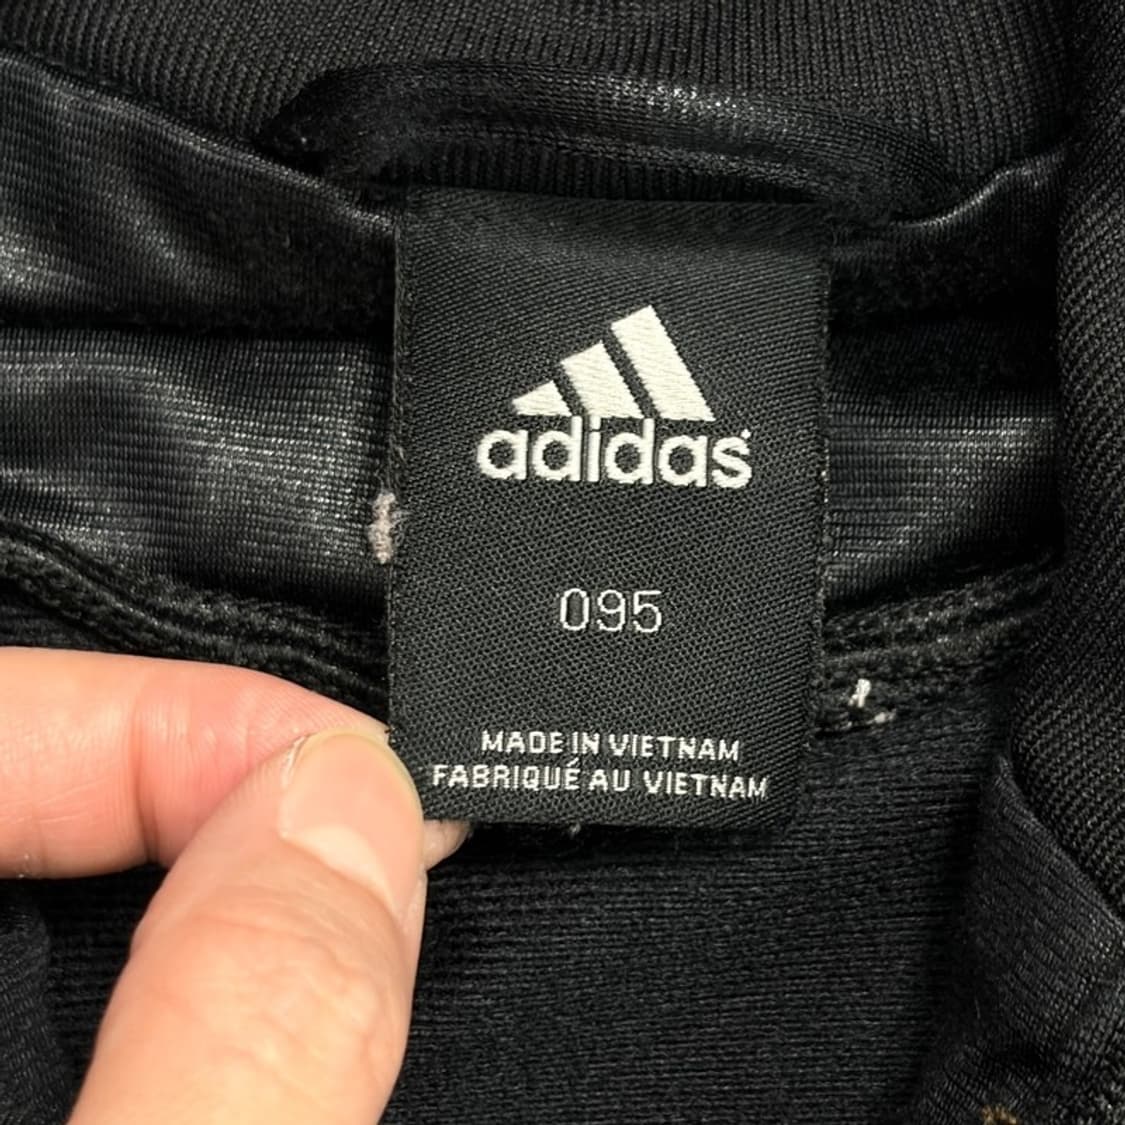 adidas
095
MADE IN VIETNAM
FABRIQUÉ AU VIETNAM